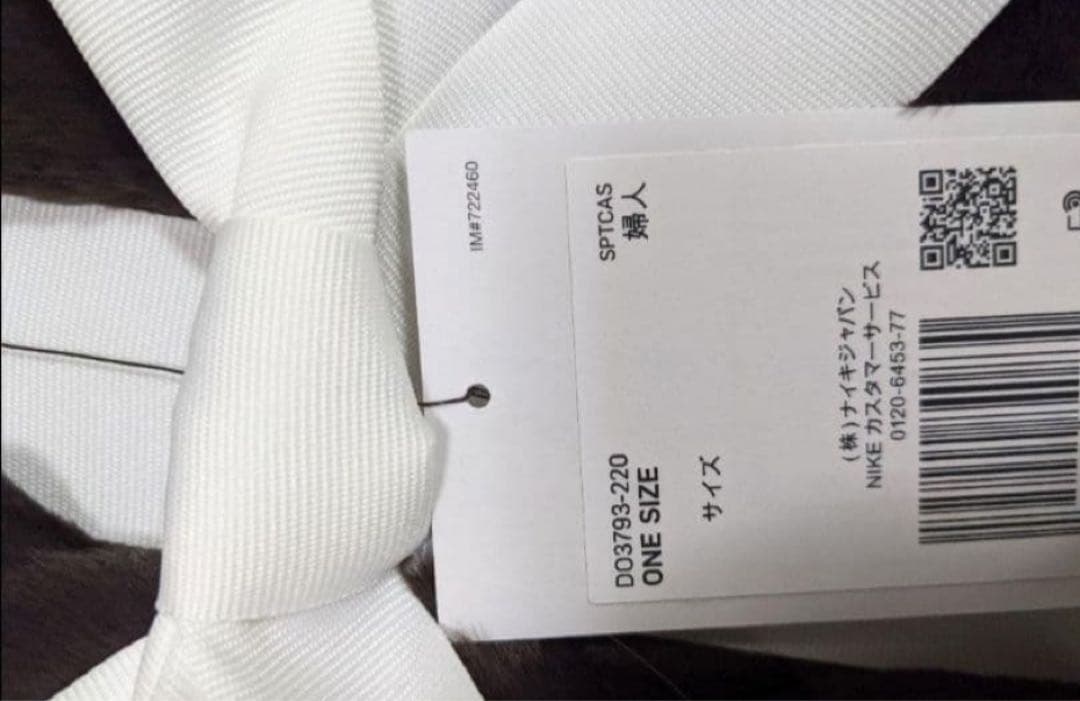 IM#722460
SPTCAS
婦人
DO3793-220
ONE SIZE
サイズ
(株)ナイキジャパン
NIKE カスタマーサービス
0120-6453-77